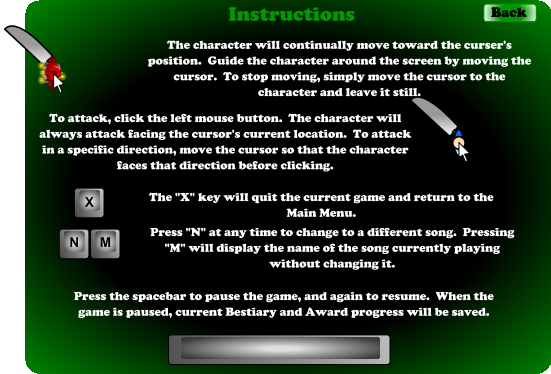 Instructions
Back
The character will continually move toward the curser's
position. Guide the character around the screen by moving the
cursor. To stop moving, simply move the cursor to the
character and leave it still.
To attack, click the left mouse button. The character will
always attack facing the cursor's current location. To attack
in a specific direction, move the cursor so that the character
faces that direction before clicking.
X
The "X" key will quit the current game and return to the
Main Menu.
N M
Press "N" at any time to change to a different song. Pressing
"M" will display the name of the song currently playing
without changing it.
Press the spacebar to pause the game, and again to resume. When the
game is paused, current Bestiary and Award progress will be saved.